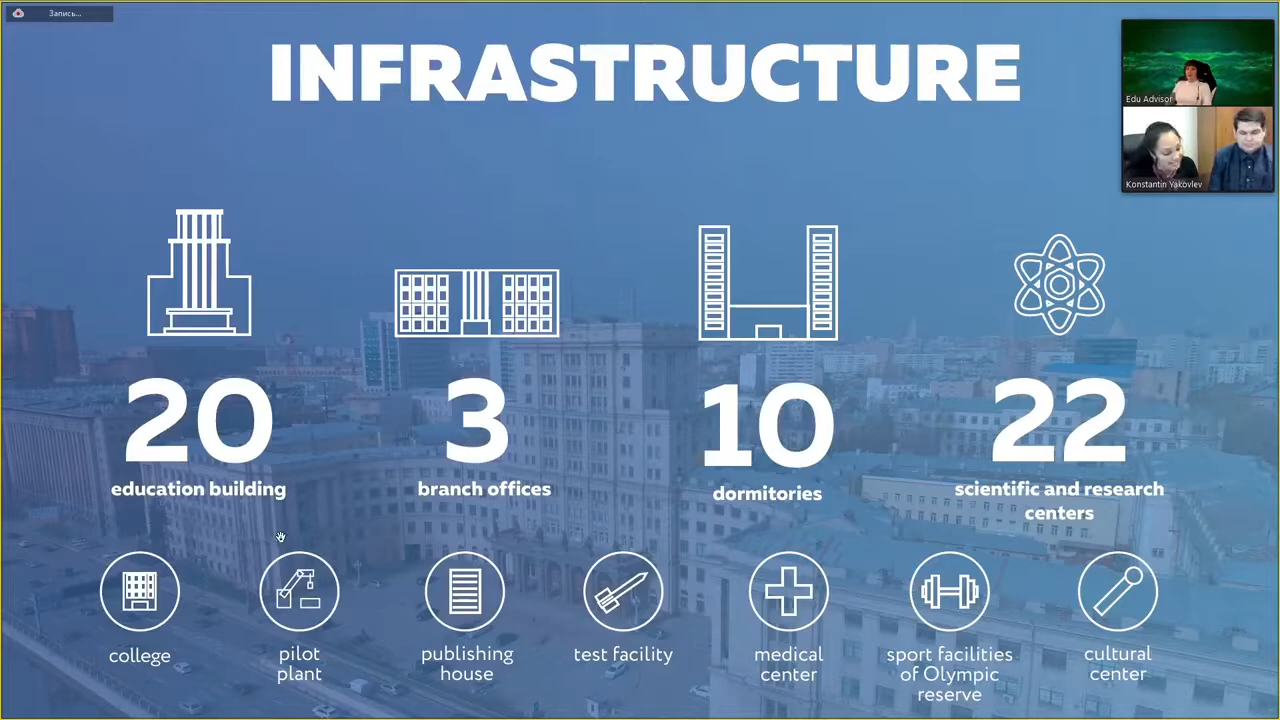 Запись...
INFRASTRUCTURE
Edu Advisor
Konstantin Yakovlev
20
education building
3
branch offices
10
dormitories
22
scientific and research
centers
college
pilot
plant
publishing
house
test facility
medical
center
sport facilities
of Olympic
reserve
cultural
center